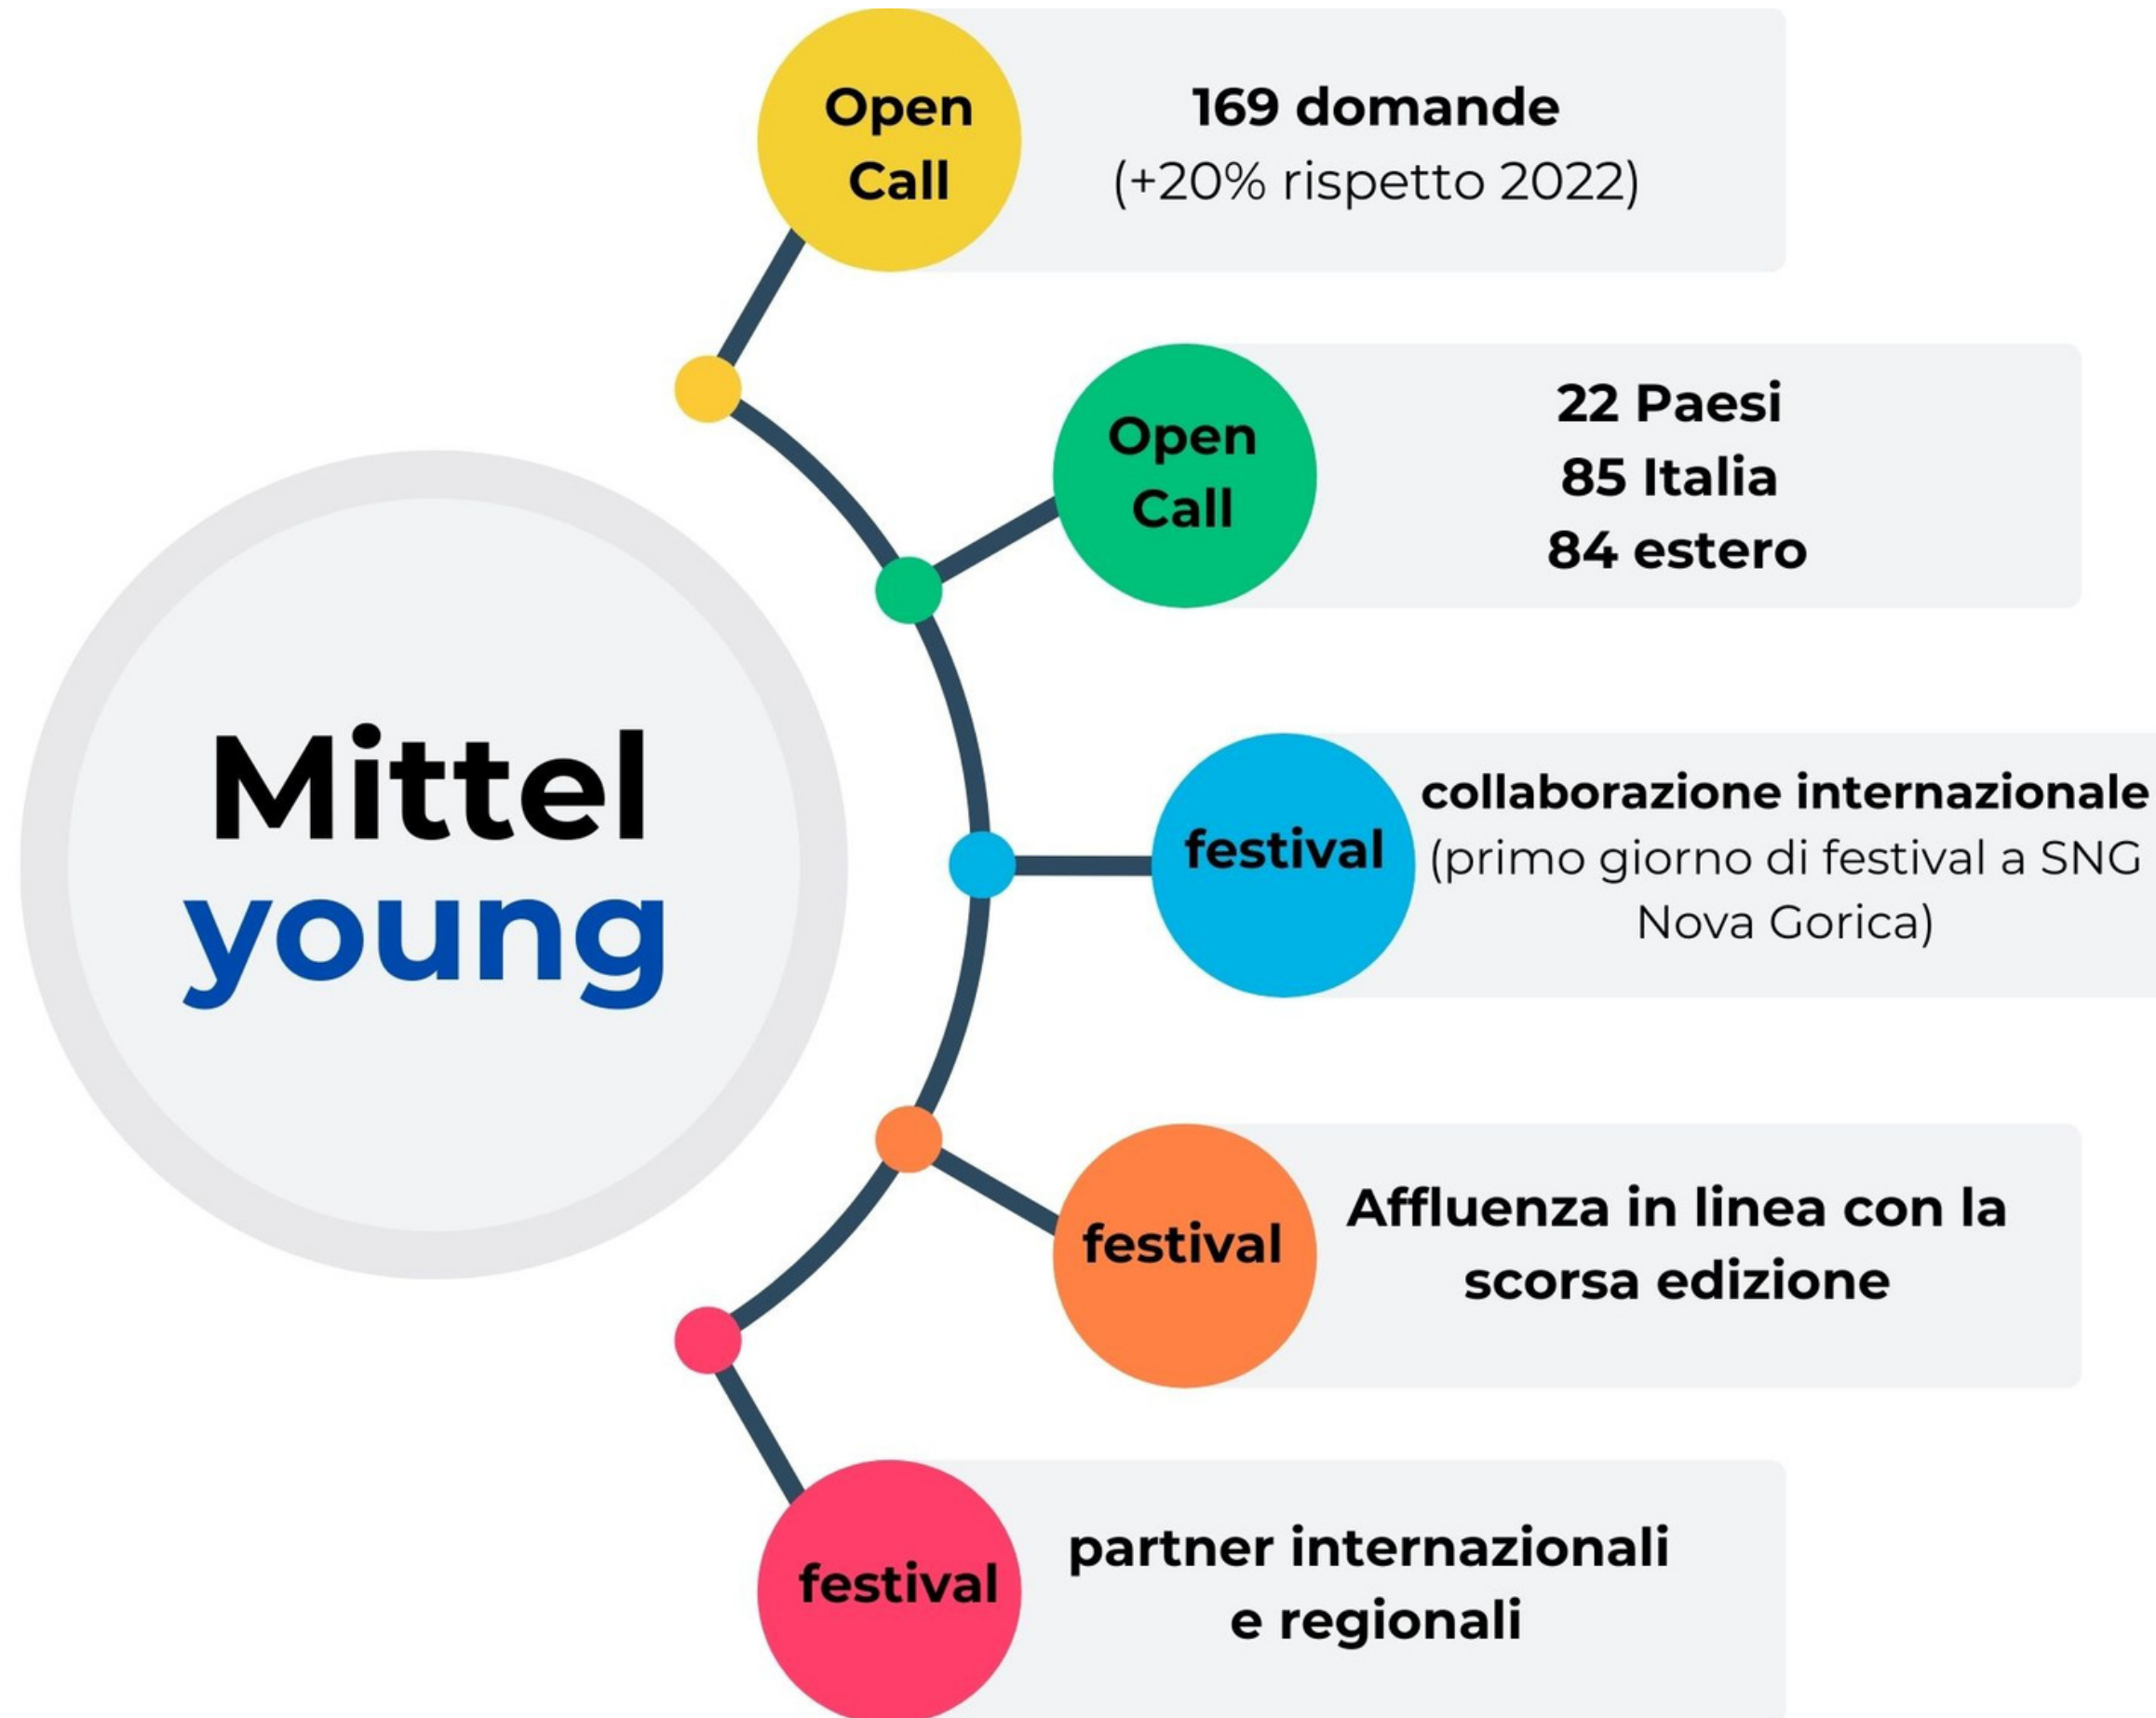 Mittel
young
Open
Call
169 domande
(+20% rispetto 2022)
Open
Call
22 Paesi
85 Italia
84 estero
festival
collaborazione internazionale
(primo giorno di festival a SNG
Nova Gorica)
festival
Affluenza in linea con la
scorsa edizione
festival
partner internazionali
e regionali